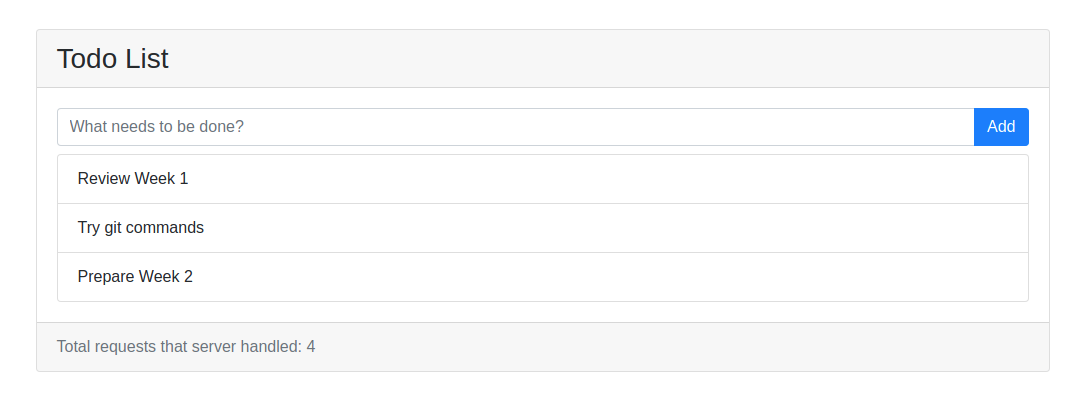 Todo List
What needs to be done?
Add
Review Week 1
Try git commands
Prepare Week 2
Total requests that server handled: 4